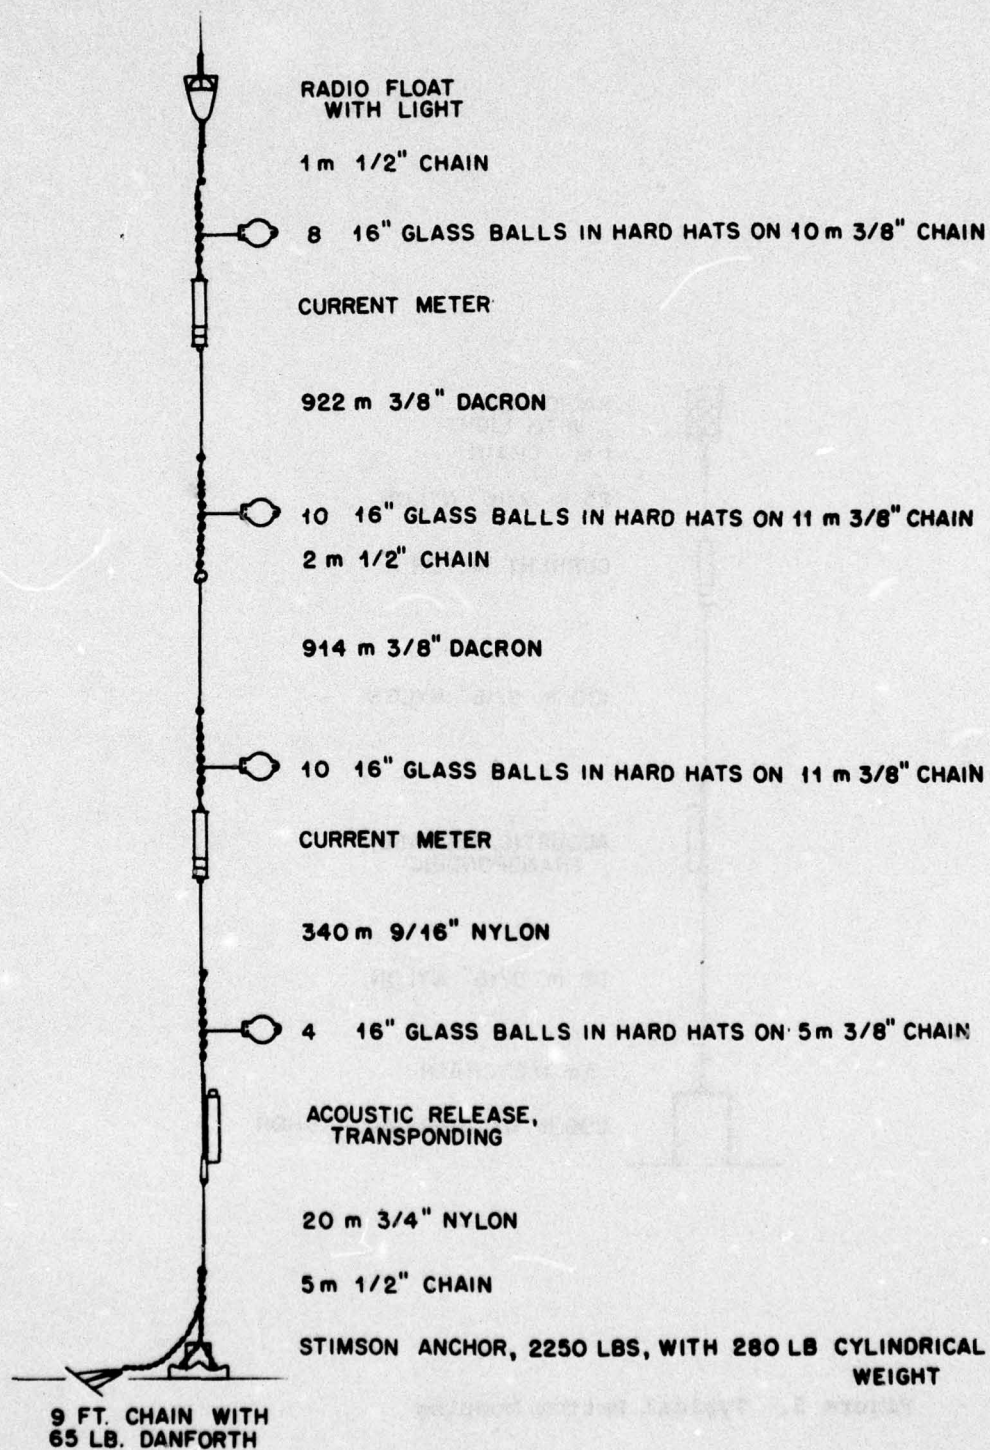 RADIO FLOAT
WITH LIGHT
1 m 1/2" CHAIN
8 16" GLASS BALLS IN HARD HATS ON 10 m 3/8" CHAIN
CURRENT METER
922 m 3/8" DACRON
10 16" GLASS BALLS IN HARD HATS ON 11 m 3/8" CHAIN
2 m 1/2" CHAIN
914 m 3/8" DACRON
10 16" GLASS BALLS IN HARD HATS ON 11 m 3/8" CHAIN
CURRENT METER
340 m 9/16" NYLON
4 16" GLASS BALLS IN HARD HATS ON 5m 3/8" CHAIN
ACOUSTIC RELEASE,
TRANSPONDING
20 m 3/4" NYLON
5m 1/2" CHAIN
STIMSON ANCHOR, 2250 LBS, WITH 280 LB CYLINDRICAL
WEIGHT
9 FT. CHAIN WITH
65 LB. DANFORTH